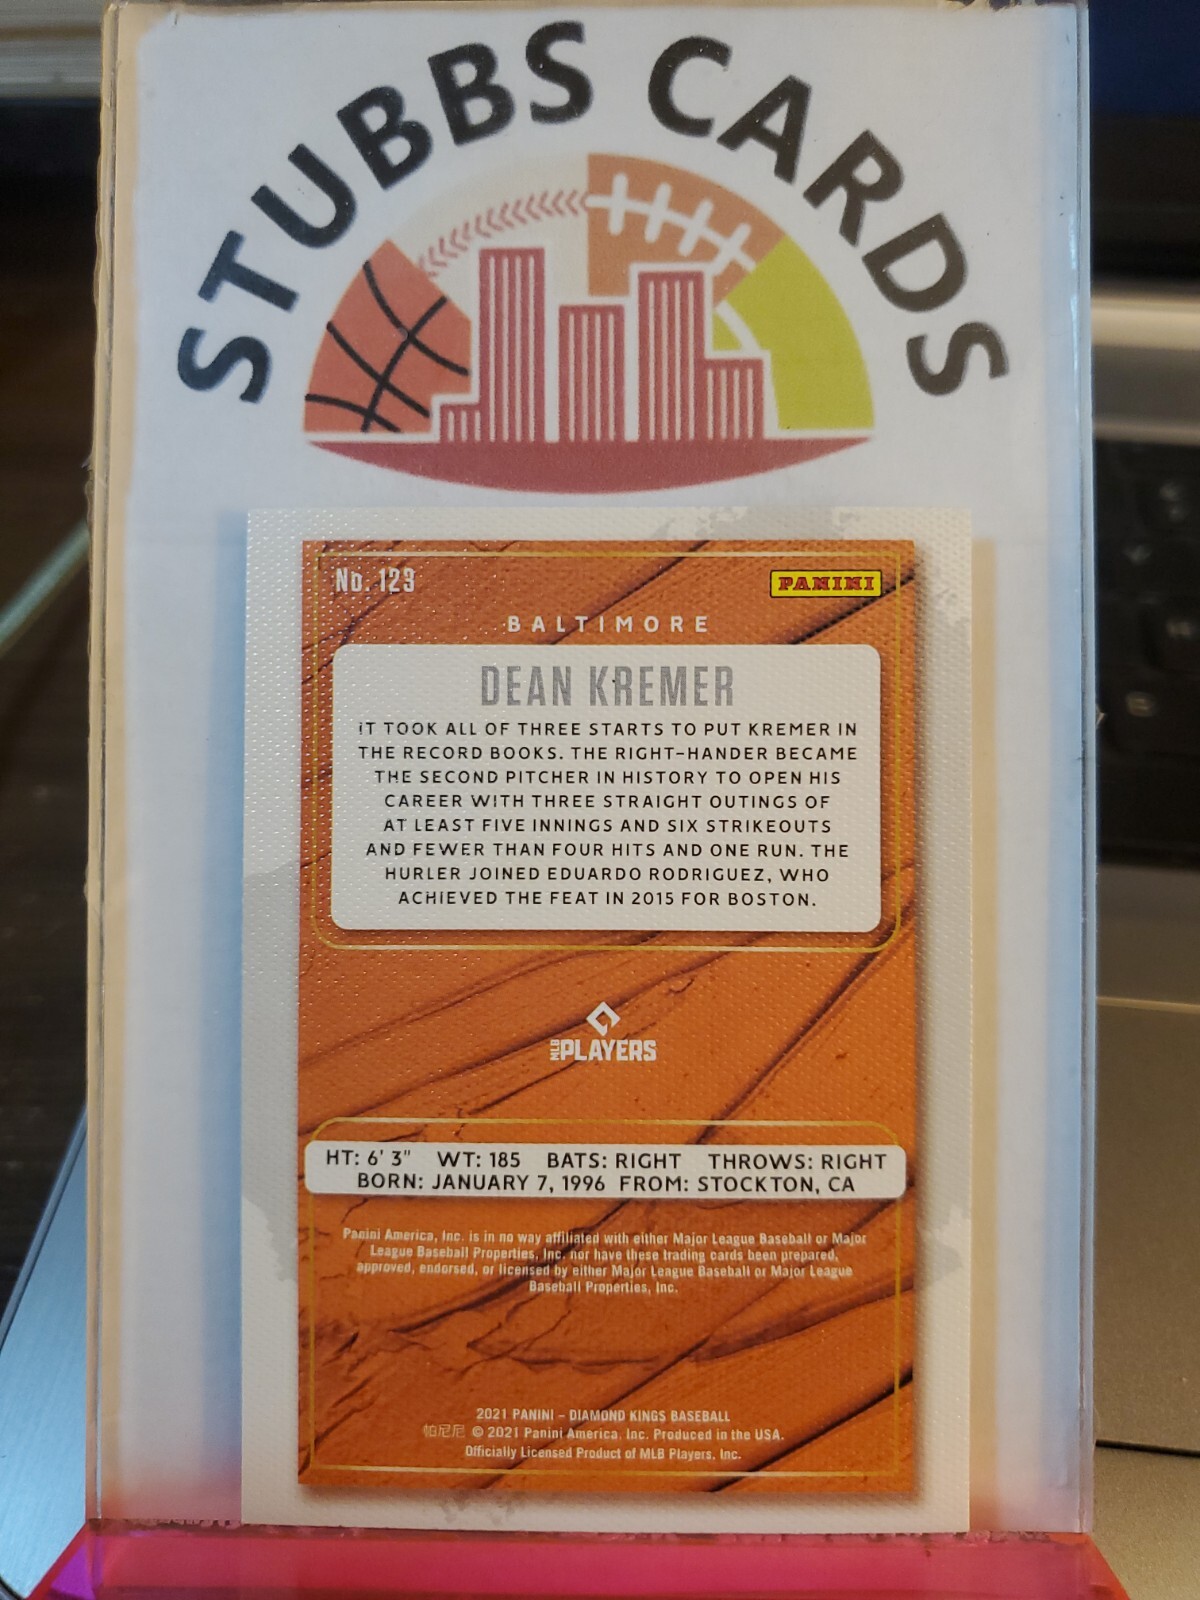 STUBBS CARDS
No. 123
PANINI
BALTIMORE
DEAN KREMER
IT TOOK ALL OF THREE STARTS TO PUT KREMER IN
THE RECORD BOOKS. THE RIGHT-HANDER BECAME
THE SECOND PITCHER IN HISTORY TO OPEN HIS
CAREER WITH THREE STRAIGHT OUTINGS OF
AT LEAST FIVE INNINGS AND SIX STRIKEOUTS
AND FEWER THAN FOUR HITS AND ONE RUN. THE
HURLER JOINED EDUARDO RODRIGUEZ, WHO
ACHIEVED THE FEAT IN 2015 FOR BOSTON.
MLB PLAYERS
HT: 6' 3" WT: 185 BATS: RIGHT THROWS: RIGHT
BORN: JANUARY 7, 1996 FROM: STOCKTON, CA
Panini America, Inc. is in no way affiliated with either Major League Baseball or Major
League Baseball Properties, Inc. nor have these trading cards been prepared,
approved, endorsed, or licensed by either Major League Baseball or Major League
Baseball Properties, Inc.
2021 PANINI - DIAMOND KINGS BASEBALL
帕尼尼 © 2021 Panini America, Inc. Produced in the USA.
Officially Licensed Product of MLB Players, Inc.